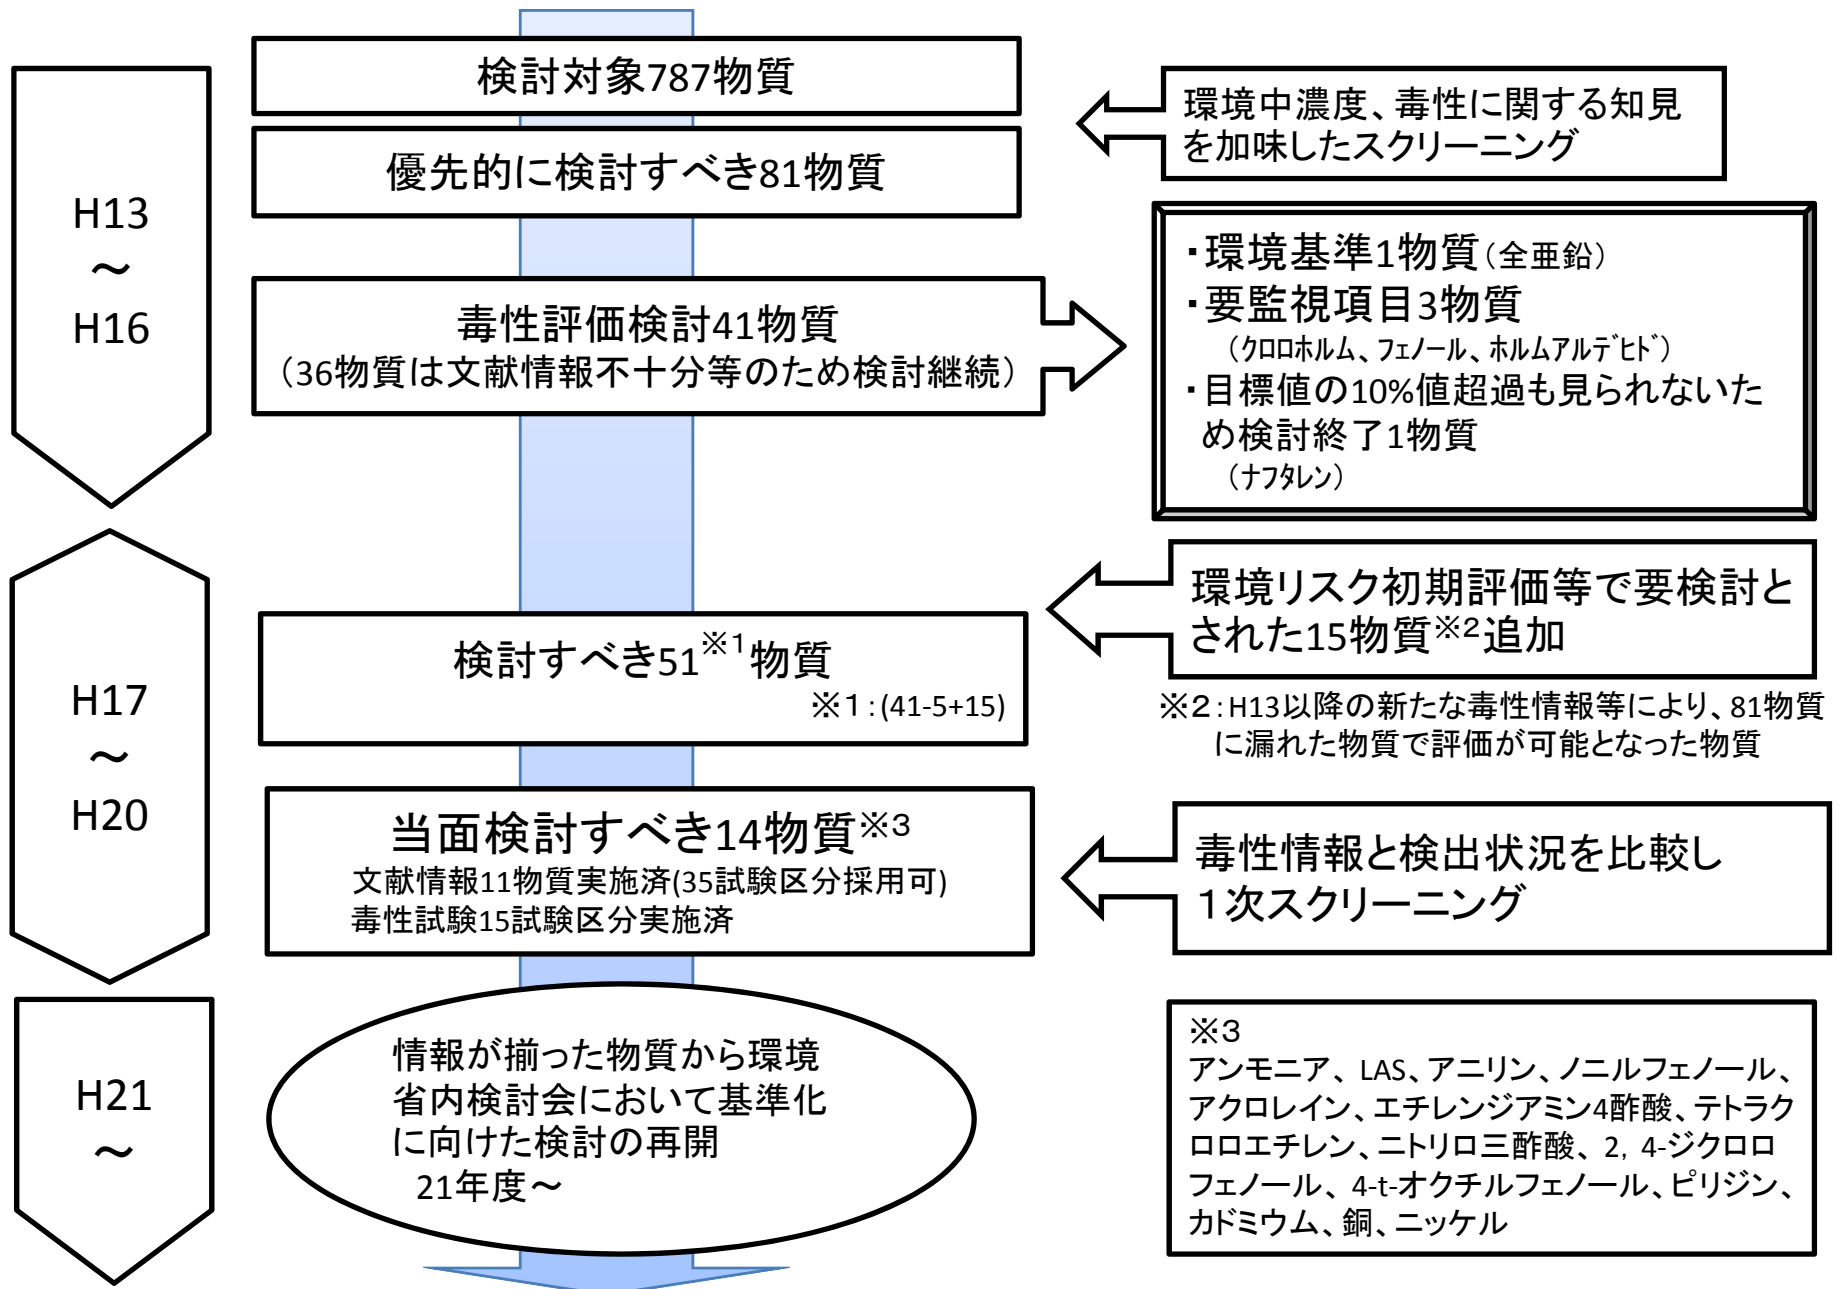 検討対象787物質
環境中濃度、毒性に関する知見
を加味したスクリーニング
優先的に検討すべき81物質
H13
～
H16
毒性評価検討41物質
（36物質は文献情報不十分等のため検討継続）
・環境基準1物質（全亜鉛）
・要監視項目3物質
（ｸﾛﾛﾎﾙﾑ、ﾌｪﾉｰﾙ、ﾎﾙﾑｱﾙﾃﾞﾋﾄﾞ）
・目標値の10%値超過も見られないた
め検討終了1物質
（ﾅﾌﾀﾚﾝ）
H17
～
H20
検討すべき51※1物質
※１：(41-5+15)
環境リスク初期評価等で要検討と
された15物質※2追加
※２：H13以降の新たな毒性情報等により、81物質
に漏れた物質で評価が可能となった物質
当面検討すべき14物質※3
文献情報11物質実施済(35試験区分採用可)
毒性試験15試験区分実施済
毒性情報と検出状況を比較し
１次スクリーニング
H21
～
情報が揃った物質から環境
省内検討会において基準化
に向けた検討の再開
21年度～
※３
アンモニア、LAS、アニリン、ノニルフェノール、
アクロレイン、エチレンジアミン4酢酸、テトラク
ロロエチレン、ニトリロ三酢酸、2，4-ジクロロ
フェノール、4-t-オクチルフェノール、ピリジン、
カドミウム、銅、ニッケル